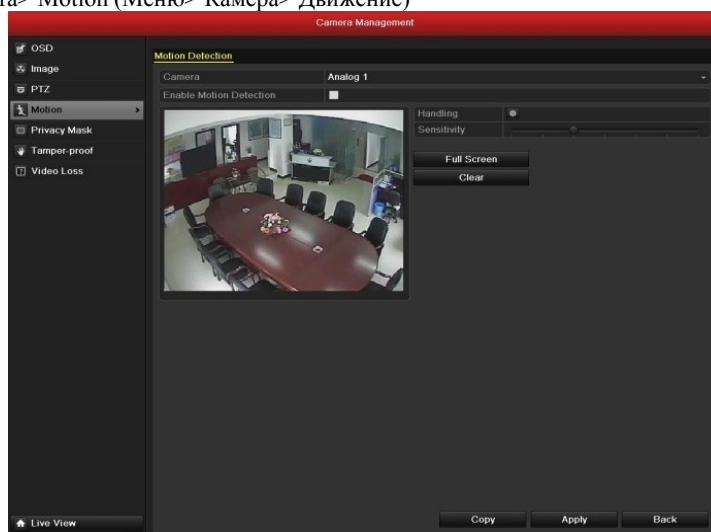 Motion (Меню> Камера> Движение)
Camera Management
OSD
Image
PTZ
Motion
Privacy Mask
Tamper-proof
Video Loss
Motion Detection
Camera Analog 1
Enable Motion Detection
Handling
Sensitivity
Full Screen
Clear
Live View
Copy Apply Back